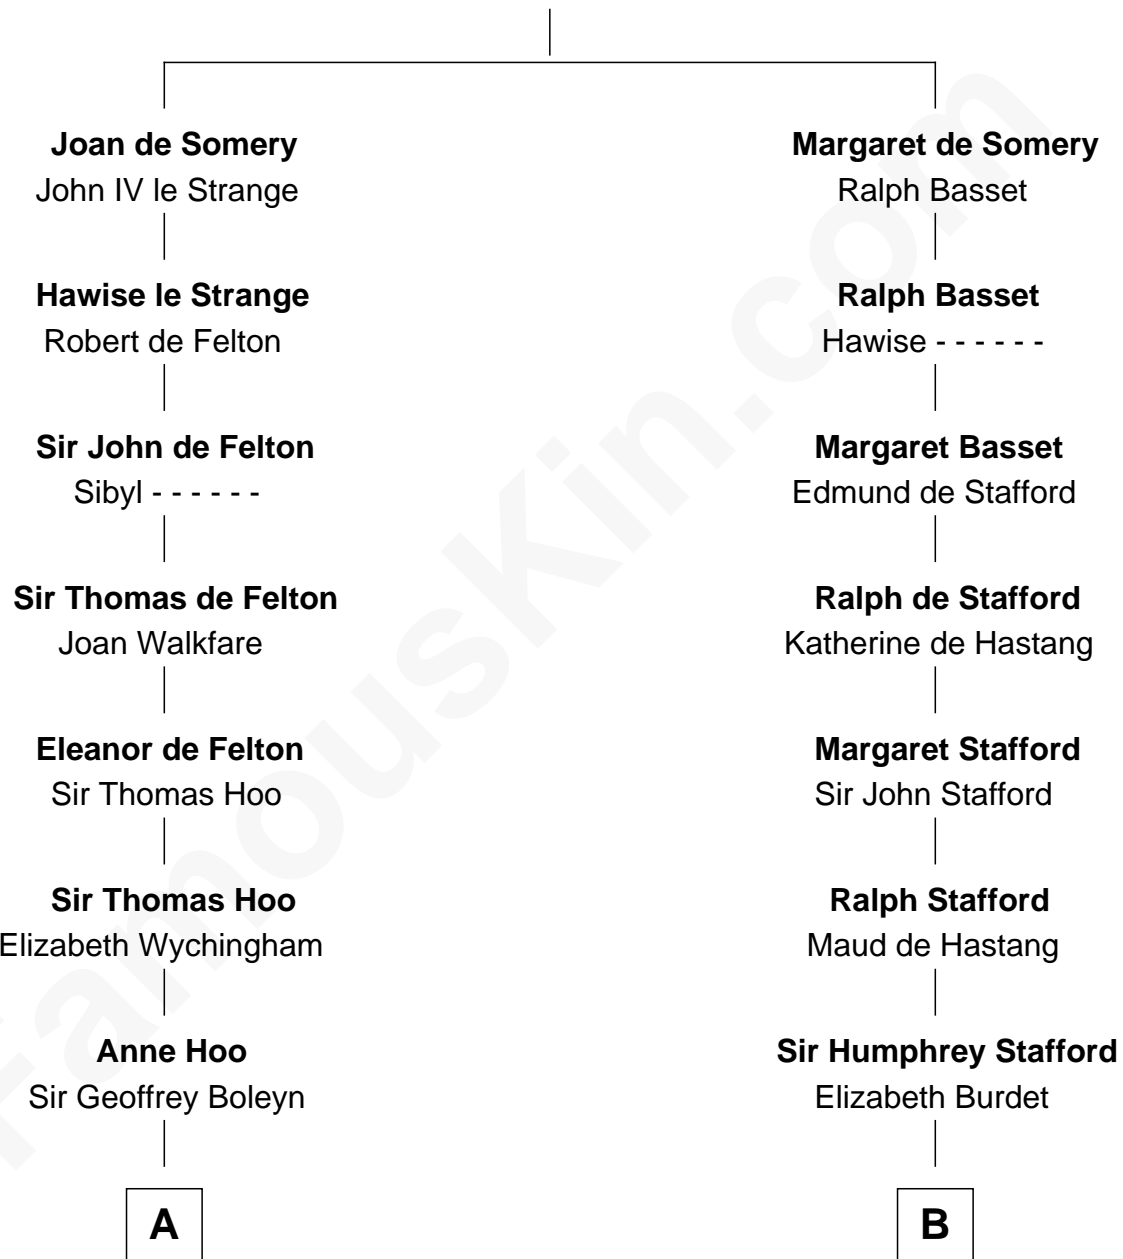 Joan de Somery
John IV le Strange
Hawise le Strange
Robert de Felton
Sir John de Felton
Sibyl - - - - - -
Sir Thomas de Felton
Joan Walkfare
Eleanor de Felton
Sir Thomas Hoo
Sir Thomas Hoo
Elizabeth Wychingham
Anne Hoo
Sir Geoffrey Boleyn
A
Margaret de Somery
Ralph Basset
Ralph Basset
Hawise - - - - - -
Margaret Basset
Edmund de Stafford
Ralph de Stafford
Katherine de Hastang
Margaret Stafford
Sir John Stafford
Ralph Stafford
Maud de Hastang
Sir Humphrey Stafford
Elizabeth Burdet
B
FamousKin.com